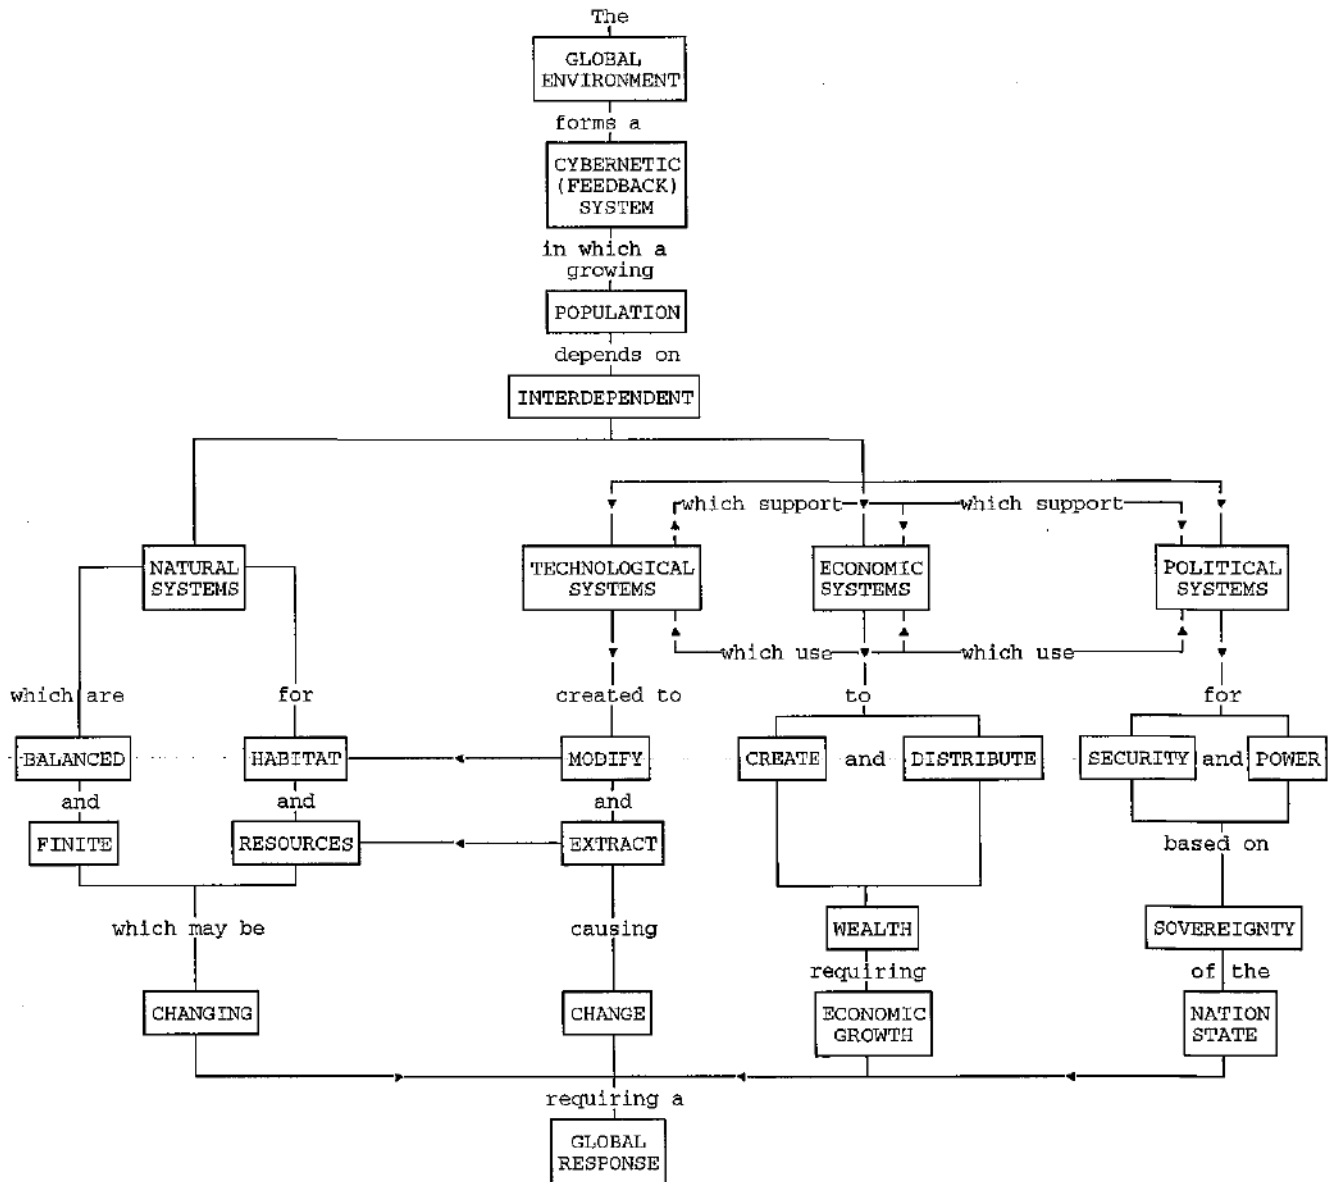 The
GLOBAL
ENVIRONMENT
forms a
CYBERNETIC
(FEEDBACK)
SYSTEM
in which a
growing
POPULATION
depends on
INTERDEPENDENT
which support
which support
NATURAL
SYSTEMS
TECHNOLOGICAL
SYSTEMS
ECONOMIC
SYSTEMS
POLITICAL
SYSTEMS
which use
which use
which are
for
created to
to
for
BALANCED
HABITAT
MODIFY
CREATE and DISTRIBUTE
SECURITY and POWER
and
and
and
FINITE
RESOURCES
EXTRACT
based on
which may be
causing
WEALTH
SOVEREIGNTY
requiring
of the
CHANGING
CHANGE
ECONOMIC
GROWTH
NATION
STATE
requiring a
GLOBAL
RESPONSE